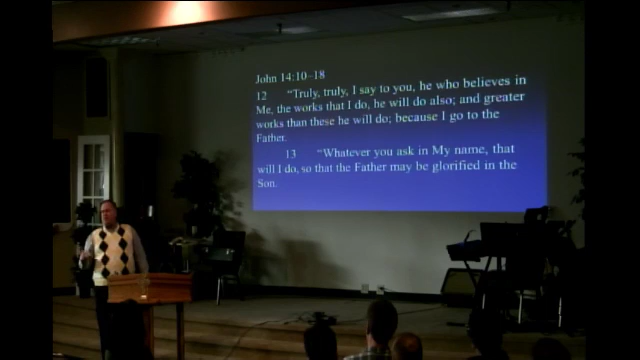 John 14:10–18
12 “Truly, truly, I say to you, he who believes in
Me, the works that I do, he will do also; and greater
works than these he will do; because I go to the
Father.
13 “Whatever you ask in My name, that
will I do, so that the Father may be glorified in the
Son.